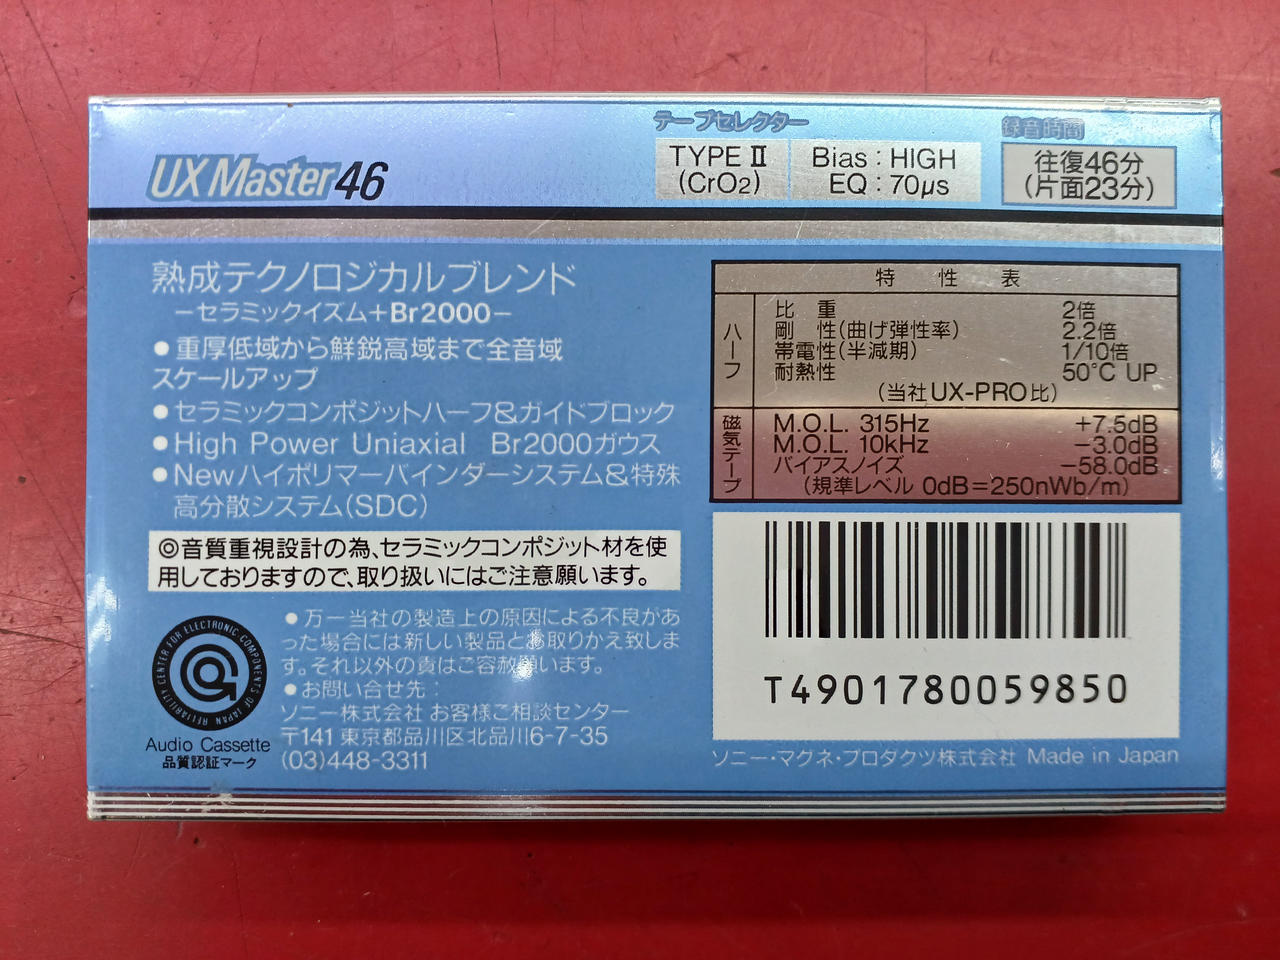 UX Master 46
テープセレクター
TYPE II
(CrO2)
Bias : HIGH
EQ : 70μs
録音時間
往復46分
(片面23分)
熟成テクノロジカルブレンド
ーセラミックイズム+Br2000ー
●重厚低域から鮮鋭高域まで全音域
スケールアップ
●セラミックコンポジットハーフ&ガイドブロック
●High Power Uniaxial Br2000ガウス
●Newハイポリマーバインダーシステム&特殊
高分散システム(SDC)
◎音質重視設計の為、セラミックコンポジット材を使
用しておりますので、取り扱いにはご注意願います。
●万一当社の製造上の原因による不良があ
った場合には新しい製品とお取りかえ致しま
す。それ以外の責はご容赦願います。
●お問い合せ先:
ソニー株式会社 お客様ご相談センター
〒141 東京都品川区北品川6-7-35
(03)448-3311
RELIABILITY CENTER FOR ELECTRONIC COMPONENTS OF JAPAN
Audio Cassette
品質認証マーク
特性表
ハーフ
比重 2倍
剛性(曲げ弾性率) 2.2倍
帯電性(半減期) 1/10倍
耐熱性 50°C UP
(当社UX-PRO比)
磁気テープ
M.O.L. 315Hz +7.5dB
M.O.L. 10kHz -3.0dB
バイアスノイズ -58.0dB
(規準レベル 0dB=250nWb/m)
T4901780059850
ソニー・マグネ・プロダクツ株式会社 Made in Japan